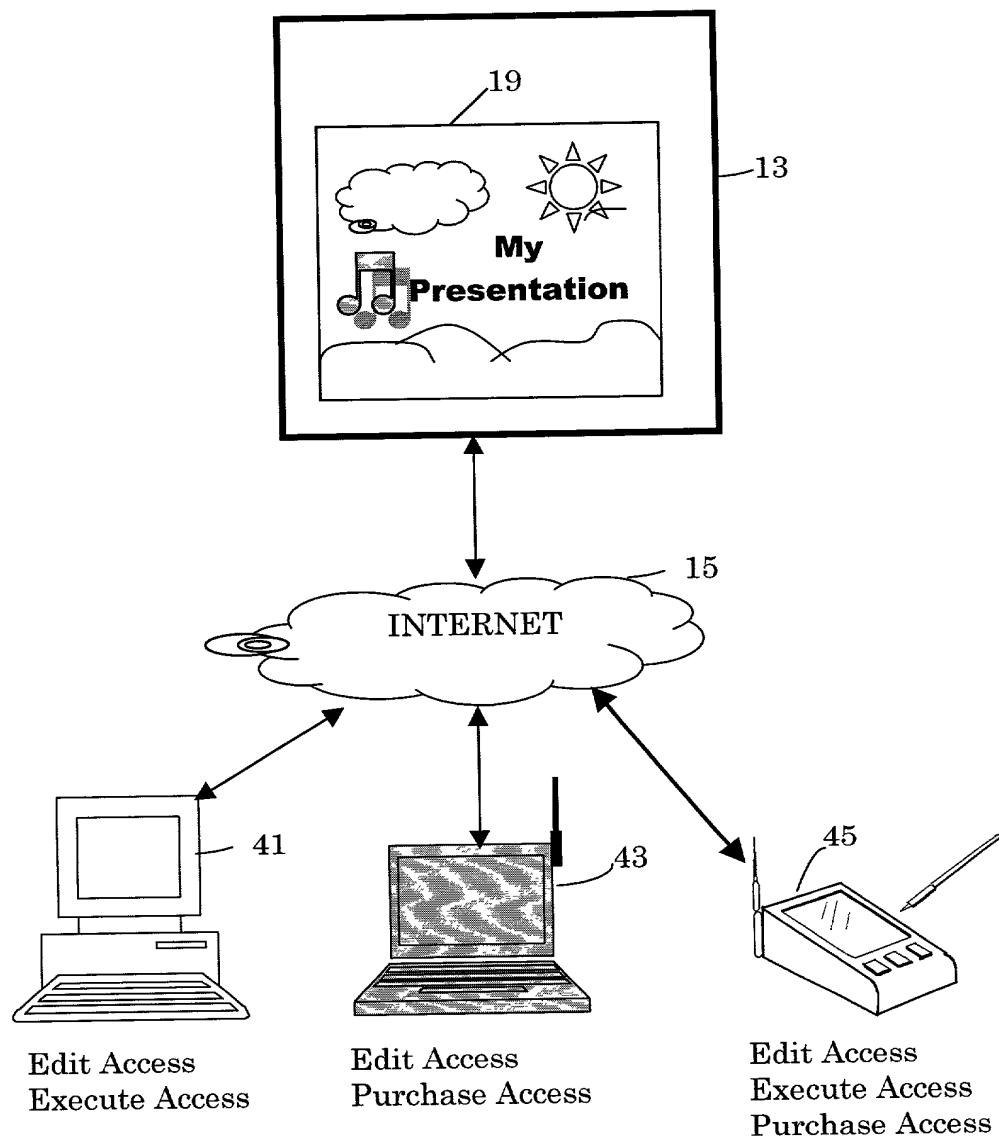 19
13
My
Presentation
15
INTERNET
41
43
45
Edit Access
Execute Access
Edit Access
Purchase Access
Edit Access
Execute Access
Purchase Access